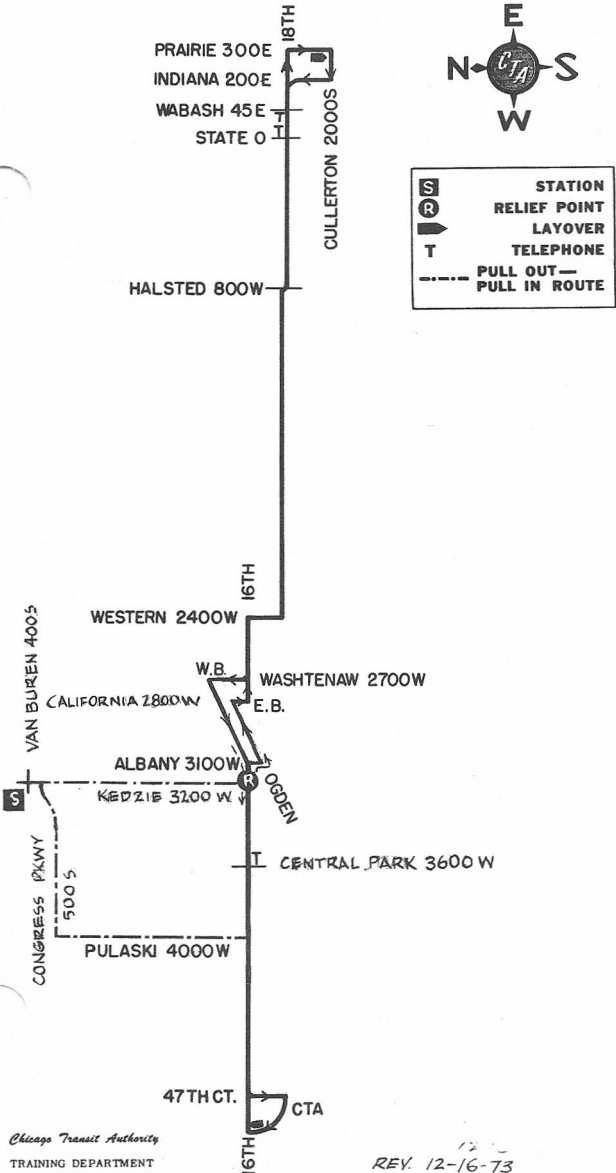 E
N CTA S
W
18TH
PRAIRIE 300E
INDIANA 200E
WABASH 45E
T
T
STATE 0
CULLERTON 2000S
S STATION
R RELIEF POINT
LAYOVER
T TELEPHONE
PULL OUT—
PULL IN ROUTE
HALSTED 800W
16TH
WESTERN 2400W
W.B.
WASHTENAW 2700W
CALIFORNIA 2800W
E.B.
VAN BUREN 400S
ALBANY 3100W
R
OGDEN
S
KEDZIE 3200 W.
T CENTRAL PARK 3600 W
CONGRESS PKWY
500 S
PULASKI 4000W
47TH CT.
CTA
16TH
Chicago Transit Authority
TRAINING DEPARTMENT
REV. 12-16-73